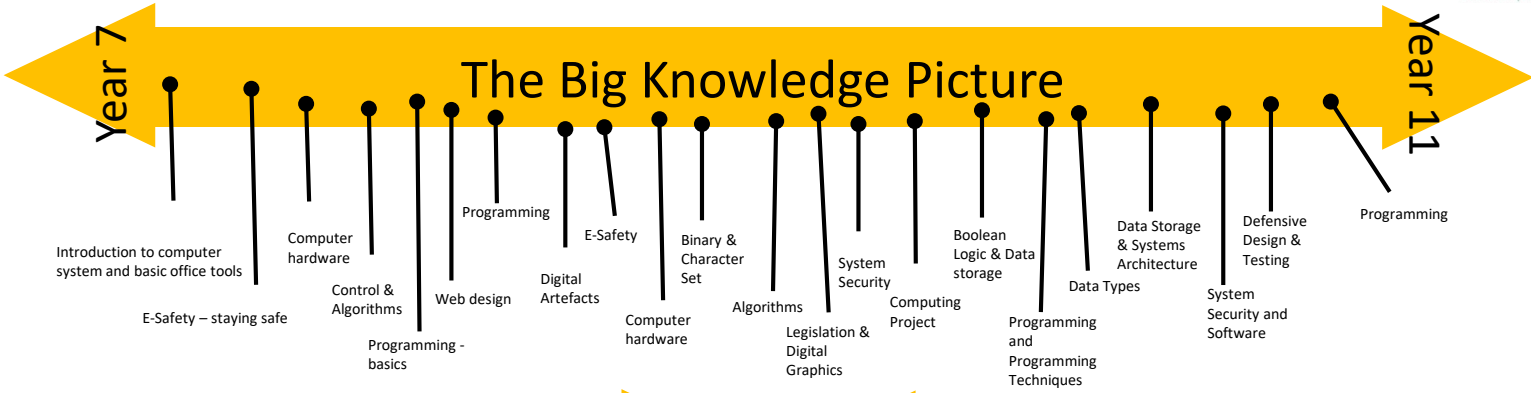 Year 7
The Big Knowledge Picture
Year 11
Introduction to computer
system and basic office tools
E-Safety – staying safe
Computer
hardware
Control &
Algorithms
Programming -
basics
Web design
Programming
Digital
Artefacts
E-Safety
Computer
hardware
Binary &
Character
Set
Algorithms
Legislation &
Digital
Graphics
System
Security
Computing
Project
Boolean
Logic & Data
storage
Programming
and
Programming
Techniques
Data Types
Data Storage
& Systems
Architecture
System
Security and
Software
Defensive
Design &
Testing
Programming